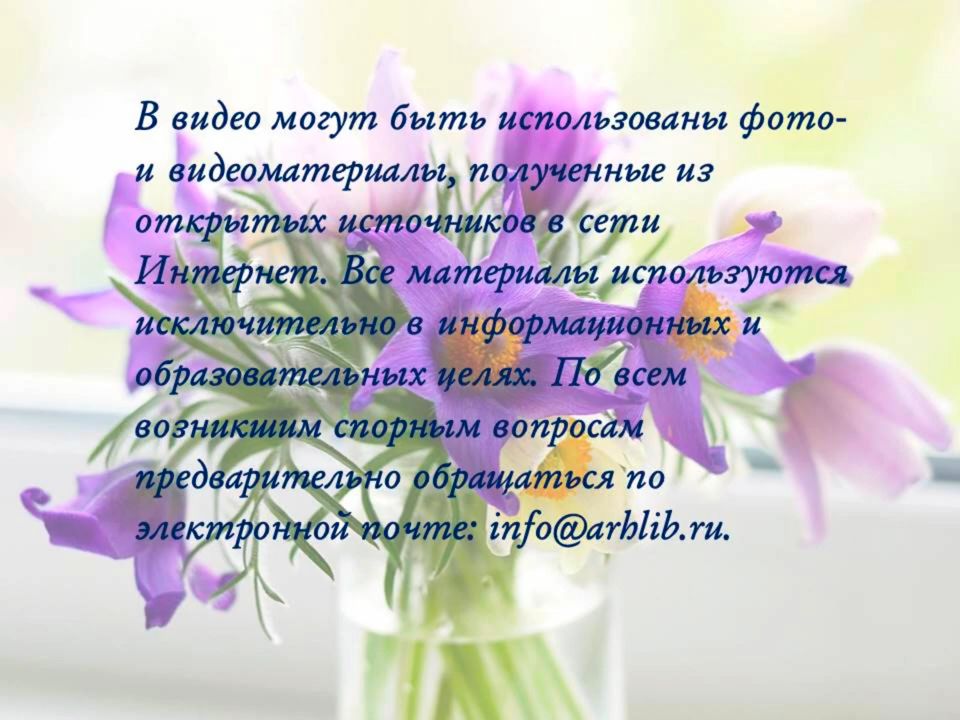 В видео могут быть использованы фото-
и видеоматериалы, полученные из
открытых источников в сети
Интернет. Все материалы используются
исключительно в информационных и
образовательных целях. По всем
возникшим спорным вопросам
предварительно обращаться по
электронной почте: info@arhlib.ru.